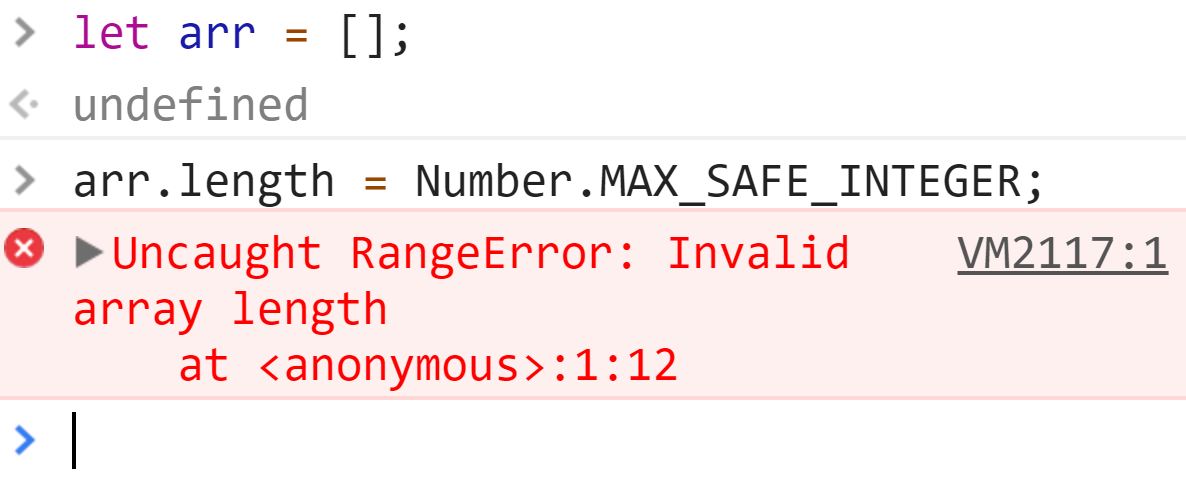 let arr = [];
undefined
arr.length = Number.MAX_SAFE_INTEGER;
Uncaught RangeError: Invalid VM2117:1
array length
at <anonymous>:1:12